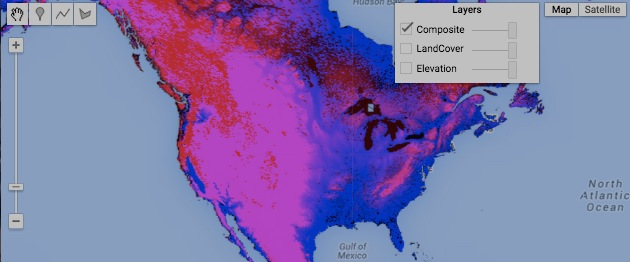 Hudson Bay
Layers
Composite
LandCover
Elevation
Map
Satellite
North
Atlantic
Ocean
Gulf of
Mexico